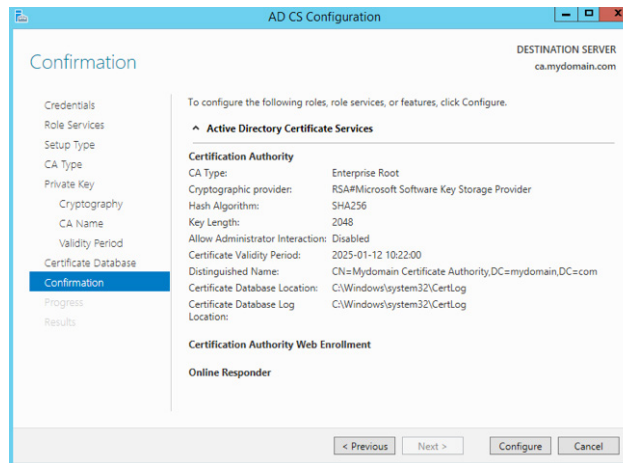 AD CS Configuration
DESTINATION SERVER
ca.mydomain.com
Confirmation
Credentials
Role Services
Setup Type
CA Type
Private Key
Cryptography
CA Name
Validity Period
Certificate Database
Confirmation
Progress
Results
To configure the following roles, role services, or features, click Configure.
Active Directory Certificate Services
Certification Authority
CA Type: Enterprise Root
Cryptographic provider: RSA#Microsoft Software Key Storage Provider
Hash Algorithm: SHA256
Key Length: 2048
Allow Administrator Interaction: Disabled
Certificate Validity Period: 2025-01-12 10:22:00
Distinguished Name: CN=Mydomain Certificate Authority,DC=mydomain,DC=com
Certificate Database Location: C:\Windows\system32\CertLog
Certificate Database Log C:\Windows\system32\CertLog
Location:
Certification Authority Web Enrollment
Online Responder
< Previous Next > Configure Cancel